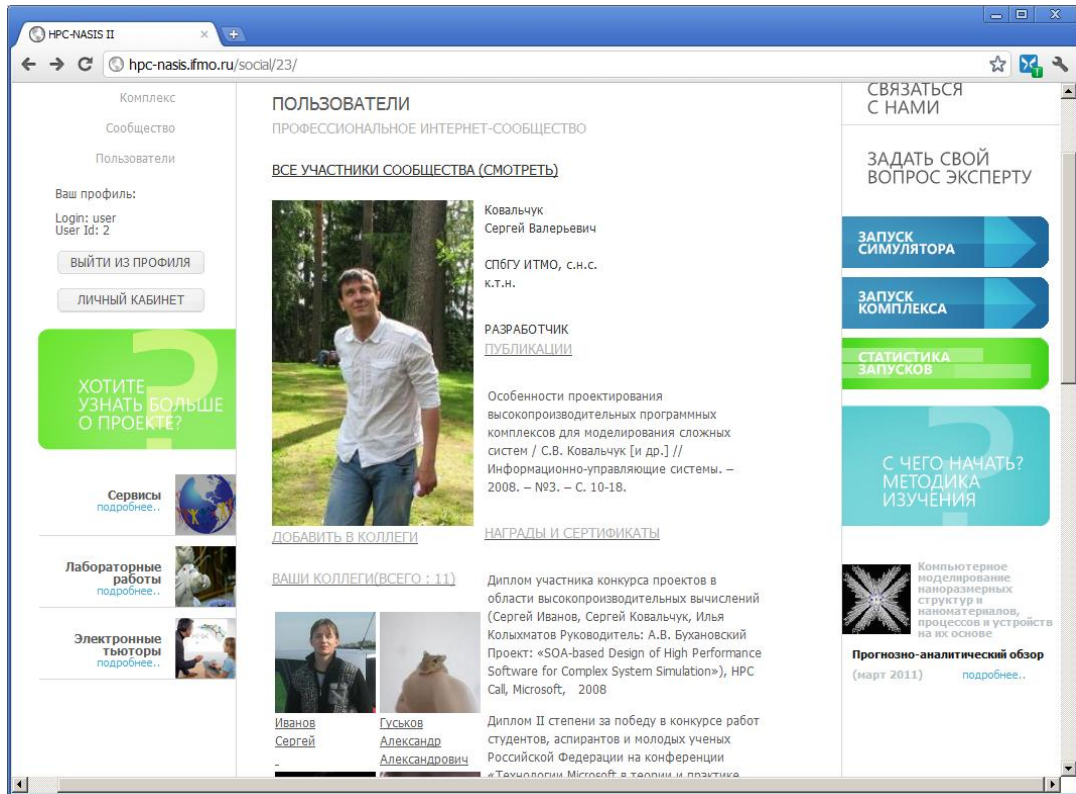 HPC-NASIS II
hpc-nasis.ifmo.ru/social/23/
Комплекс
Сообщество
Пользователи
Ваш профиль:
Login: user
User Id: 2
ВЫЙТИ ИЗ ПРОФИЛЯ
ЛИЧНЫЙ КАБИНЕТ
ХОТИТЕ
УЗНАТЬ БОЛЬШЕ
О ПРОЕКТЕ?
Сервисы
подробнее..
Лабораторные
работы
подробнее..
Электронные
тьюторы
подробнее..
ПОЛЬЗОВАТЕЛИ
ПРОФЕССИОНАЛЬНОЕ ИНТЕРНЕТ-СООБЩЕСТВО
ВСЕ УЧАСТНИКИ СООБЩЕСТВА (СМОТРЕТЬ)
ДОБАВИТЬ В КОЛЛЕГИ
ВАШИ КОЛЛЕГИ(ВСЕГО : 11)
Иванов
Сергей
Гуськов
Александр
Александрович
Ковальчук
Сергей Валерьевич
СПбГУ ИТМО, с.н.с.
к.т.н.
РАЗРАБОТЧИК
ПУБЛИКАЦИИ
Особенности проектирования
высокопроизводительных программных
комплексов для моделирования сложных
систем / С.В. Ковальчук [и др.] //
Информационно-управляющие системы. –
2008. – №3. – С. 10-18.
НАГРАДЫ И СЕРТИФИКАТЫ
Диплом участника конкурса проектов в
области высокопроизводительных вычислений
(Сергей Иванов, Сергей Ковальчук, Илья
Колыхматов Руководитель: А.В. Бухановский
Проект: «SOA-based Design of High Performance
Software for Complex System Simulation»), HPC
Call, Microsoft, 2008
Диплом II степени за победу в конкурсе работ
студентов, аспирантов и молодых ученых
Российской Федерации на конференции
«Технологии Microsoft в теории и практике
СВЯЗАТЬСЯ
С НАМИ
ЗАДАТЬ СВОЙ
ВОПРОС ЭКСПЕРТУ
ЗАПУСК
СИМУЛЯТОРА
ЗАПУСК
КОМПЛЕКСА
СТАТИСТИКА
ЗАПУСКОВ
С ЧЕГО НАЧАТЬ?
МЕТОДИКА
ИЗУЧЕНИЯ
Компьютерное
моделирование
наноразмерных
структур и
наноматериалов,
процессов и устройств
на их основе
Прогнозно-аналитический обзор
(март 2011) подробнее..